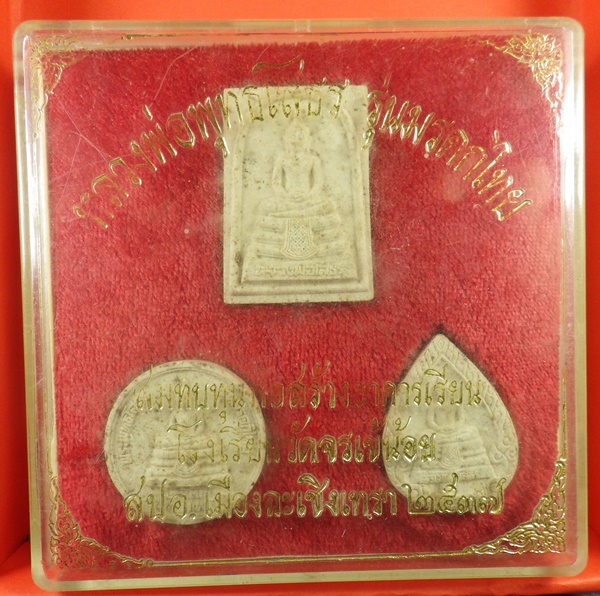 หลวงพ่อพุทธโสธร รุ่นมรดกไทย
สมทบทุนก่อสร้างอาคารเรียน
โรงเรียนวัดจรเข้น้อย
สปอ.เมืองฉะเชิงเทรา ๒๕๓๗